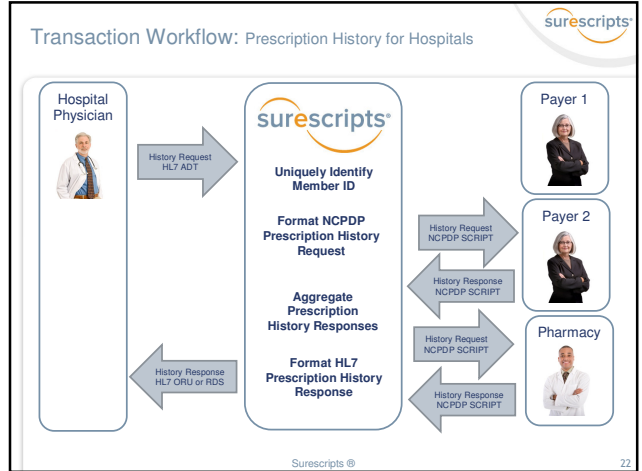 Transaction Workflow: Prescription History for Hospitals
surescripts
Hospital
Physician
History Request
HL7 ADT
History Response
HL7 ORU or RDS
surescripts®
Uniquely Identify
Member ID
Format NCPDP
Prescription History
Request
Aggregate
Prescription
History Responses
Format HL7
Prescription History
Response
History Request
NCPDP SCRIPT
History Response
NCPDP SCRIPT
History Request
NCPDP SCRIPT
History Response
NCPDP SCRIPT
Payer 1
Payer 2
Pharmacy
Surescripts ®
22